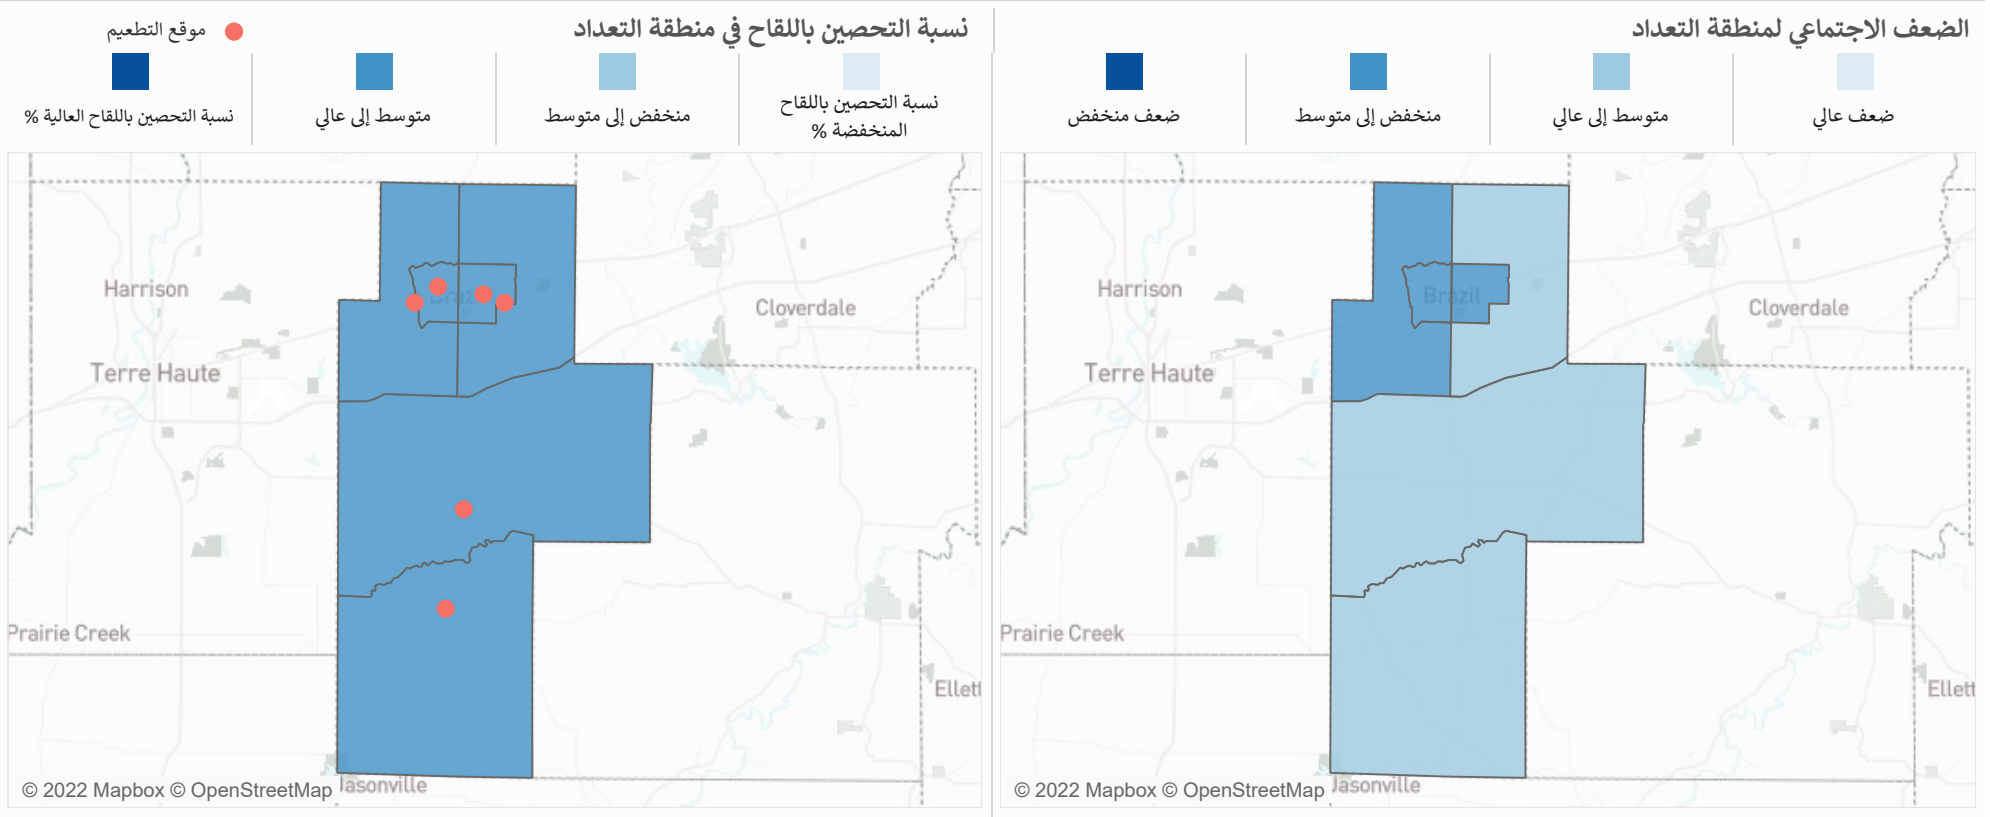 الضعف الاجتماعي لمنطقة التعداد
ضعف عالي
متوسط إلى عالي
منخفض إلى متوسط
ضعف منخفض
Harrison
Brazil
Cloverdale
Terre Haute
Prairie Creek
Ellett
Jasonville
© 2022 Mapbox © OpenStreetMap
نسبة التحصين باللقاح في منطقة التعداد
موقع التطعيم
نسبة التحصين باللقاح
المنخفضة %
منخفض إلى متوسط
متوسط إلى عالي
نسبة التحصين باللقاح العالية %
Harrison
Braz
Cloverdale
Terre Haute
Prairie Creek
Ellett
Jasonville
© 2022 Mapbox © OpenStreetMap